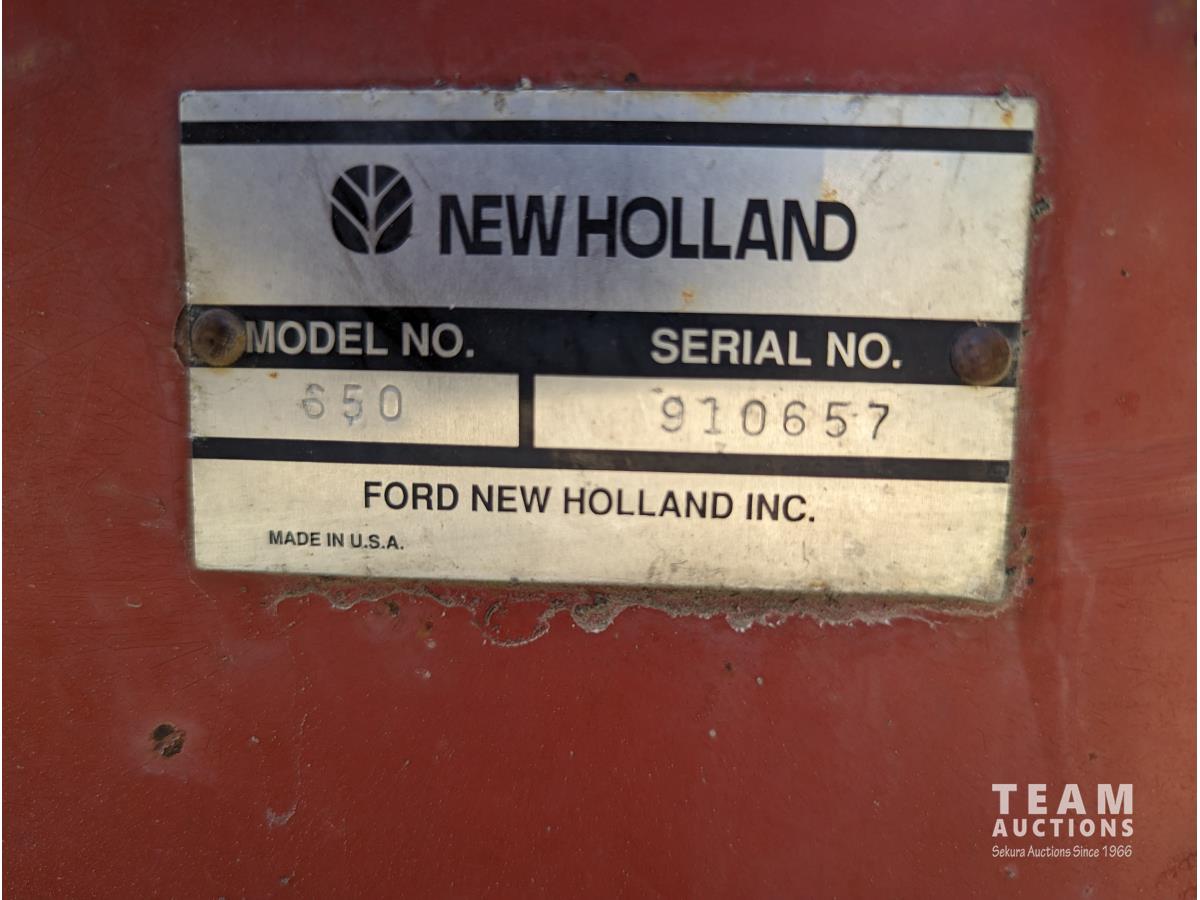 NEW HOLLAND
MODEL NO. SERIAL NO.
650 910657
FORD NEW HOLLAND INC.
MADE IN U.S.A.
TEAM
AUCTIONS
Sekura Auctions Since 1966